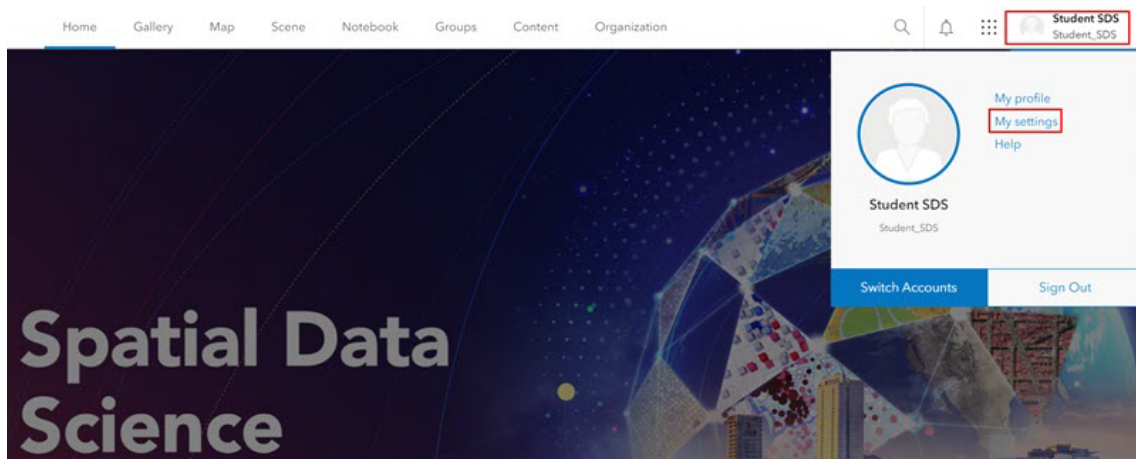 Home Gallery Map Scene Notebook Groups Content Organization
Student SDS
Student_SDS
My profile
My settings
Help
Student SDS
Student_SDS
Switch Accounts Sign Out
Spatial Data
Science